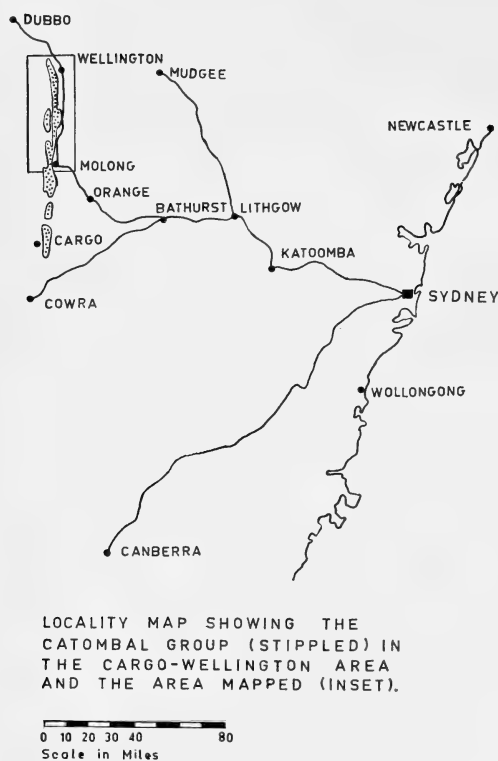 DUBBO
WELLINGTON
MUDGEE
NEWCASTLE
MOLONG
ORANGE
BATHURST
LITHGOW
CARGO
KATOOMBA
SYDNEY
COWRA
WOLLONGONG
CANBERRA
LOCALITY MAP SHOWING THE
CATOMBAL GROUP (STIPPLED) IN
THE CARGO-WELLINGTON AREA
AND THE AREA MAPPED (INSET).
0 10 20 30 40 80
Scale in Miles